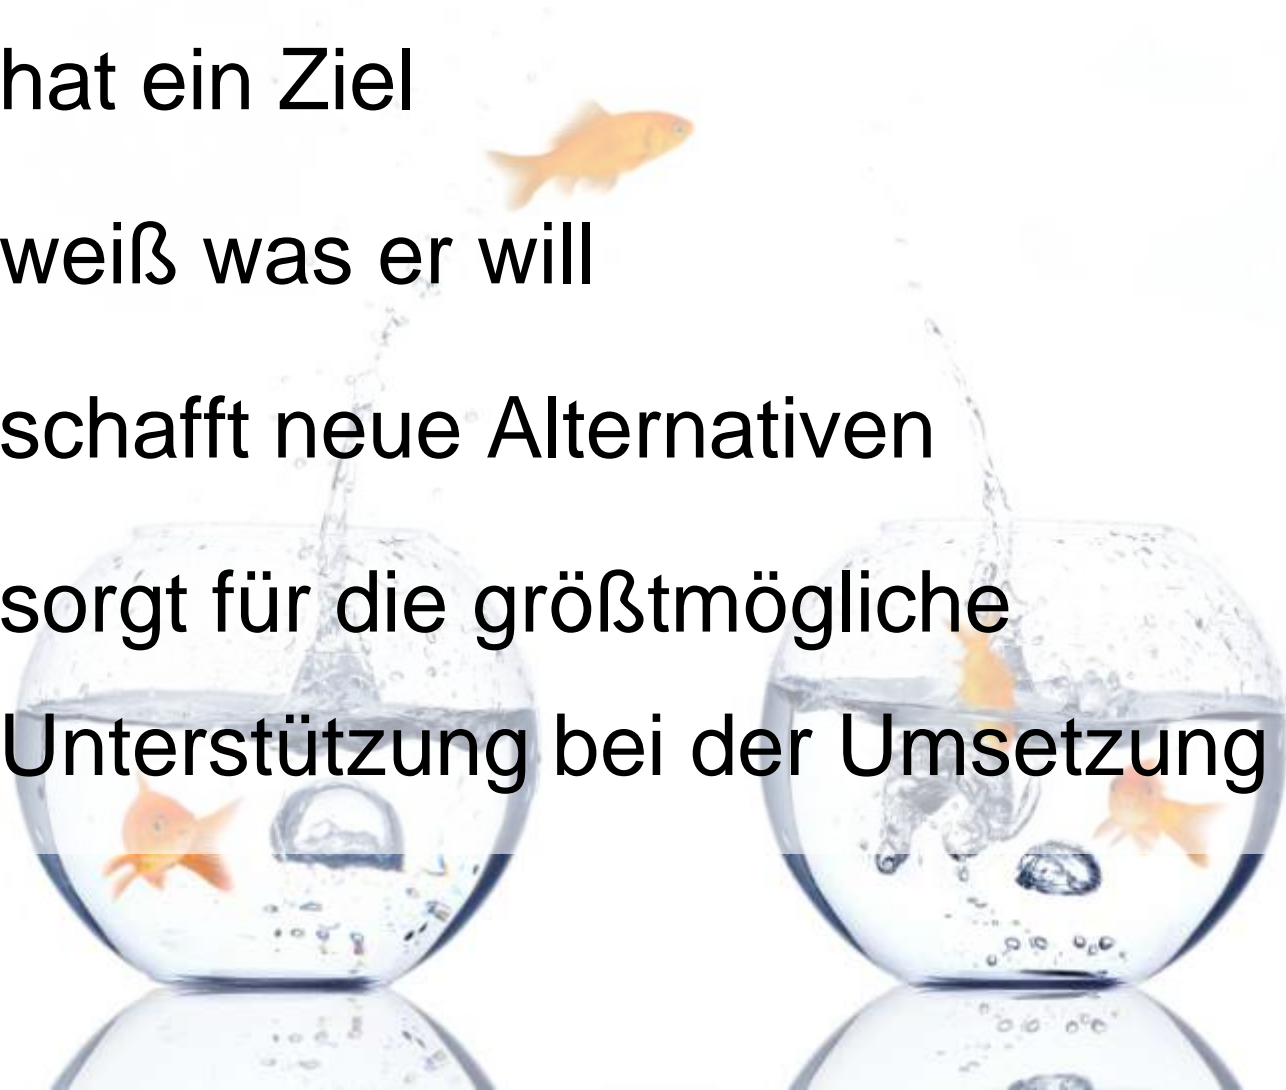 hat ein Ziel
weiß was er will
schafft neue Alternativen
sorgt für die größtmögliche
Unterstützung bei der Umsetzung